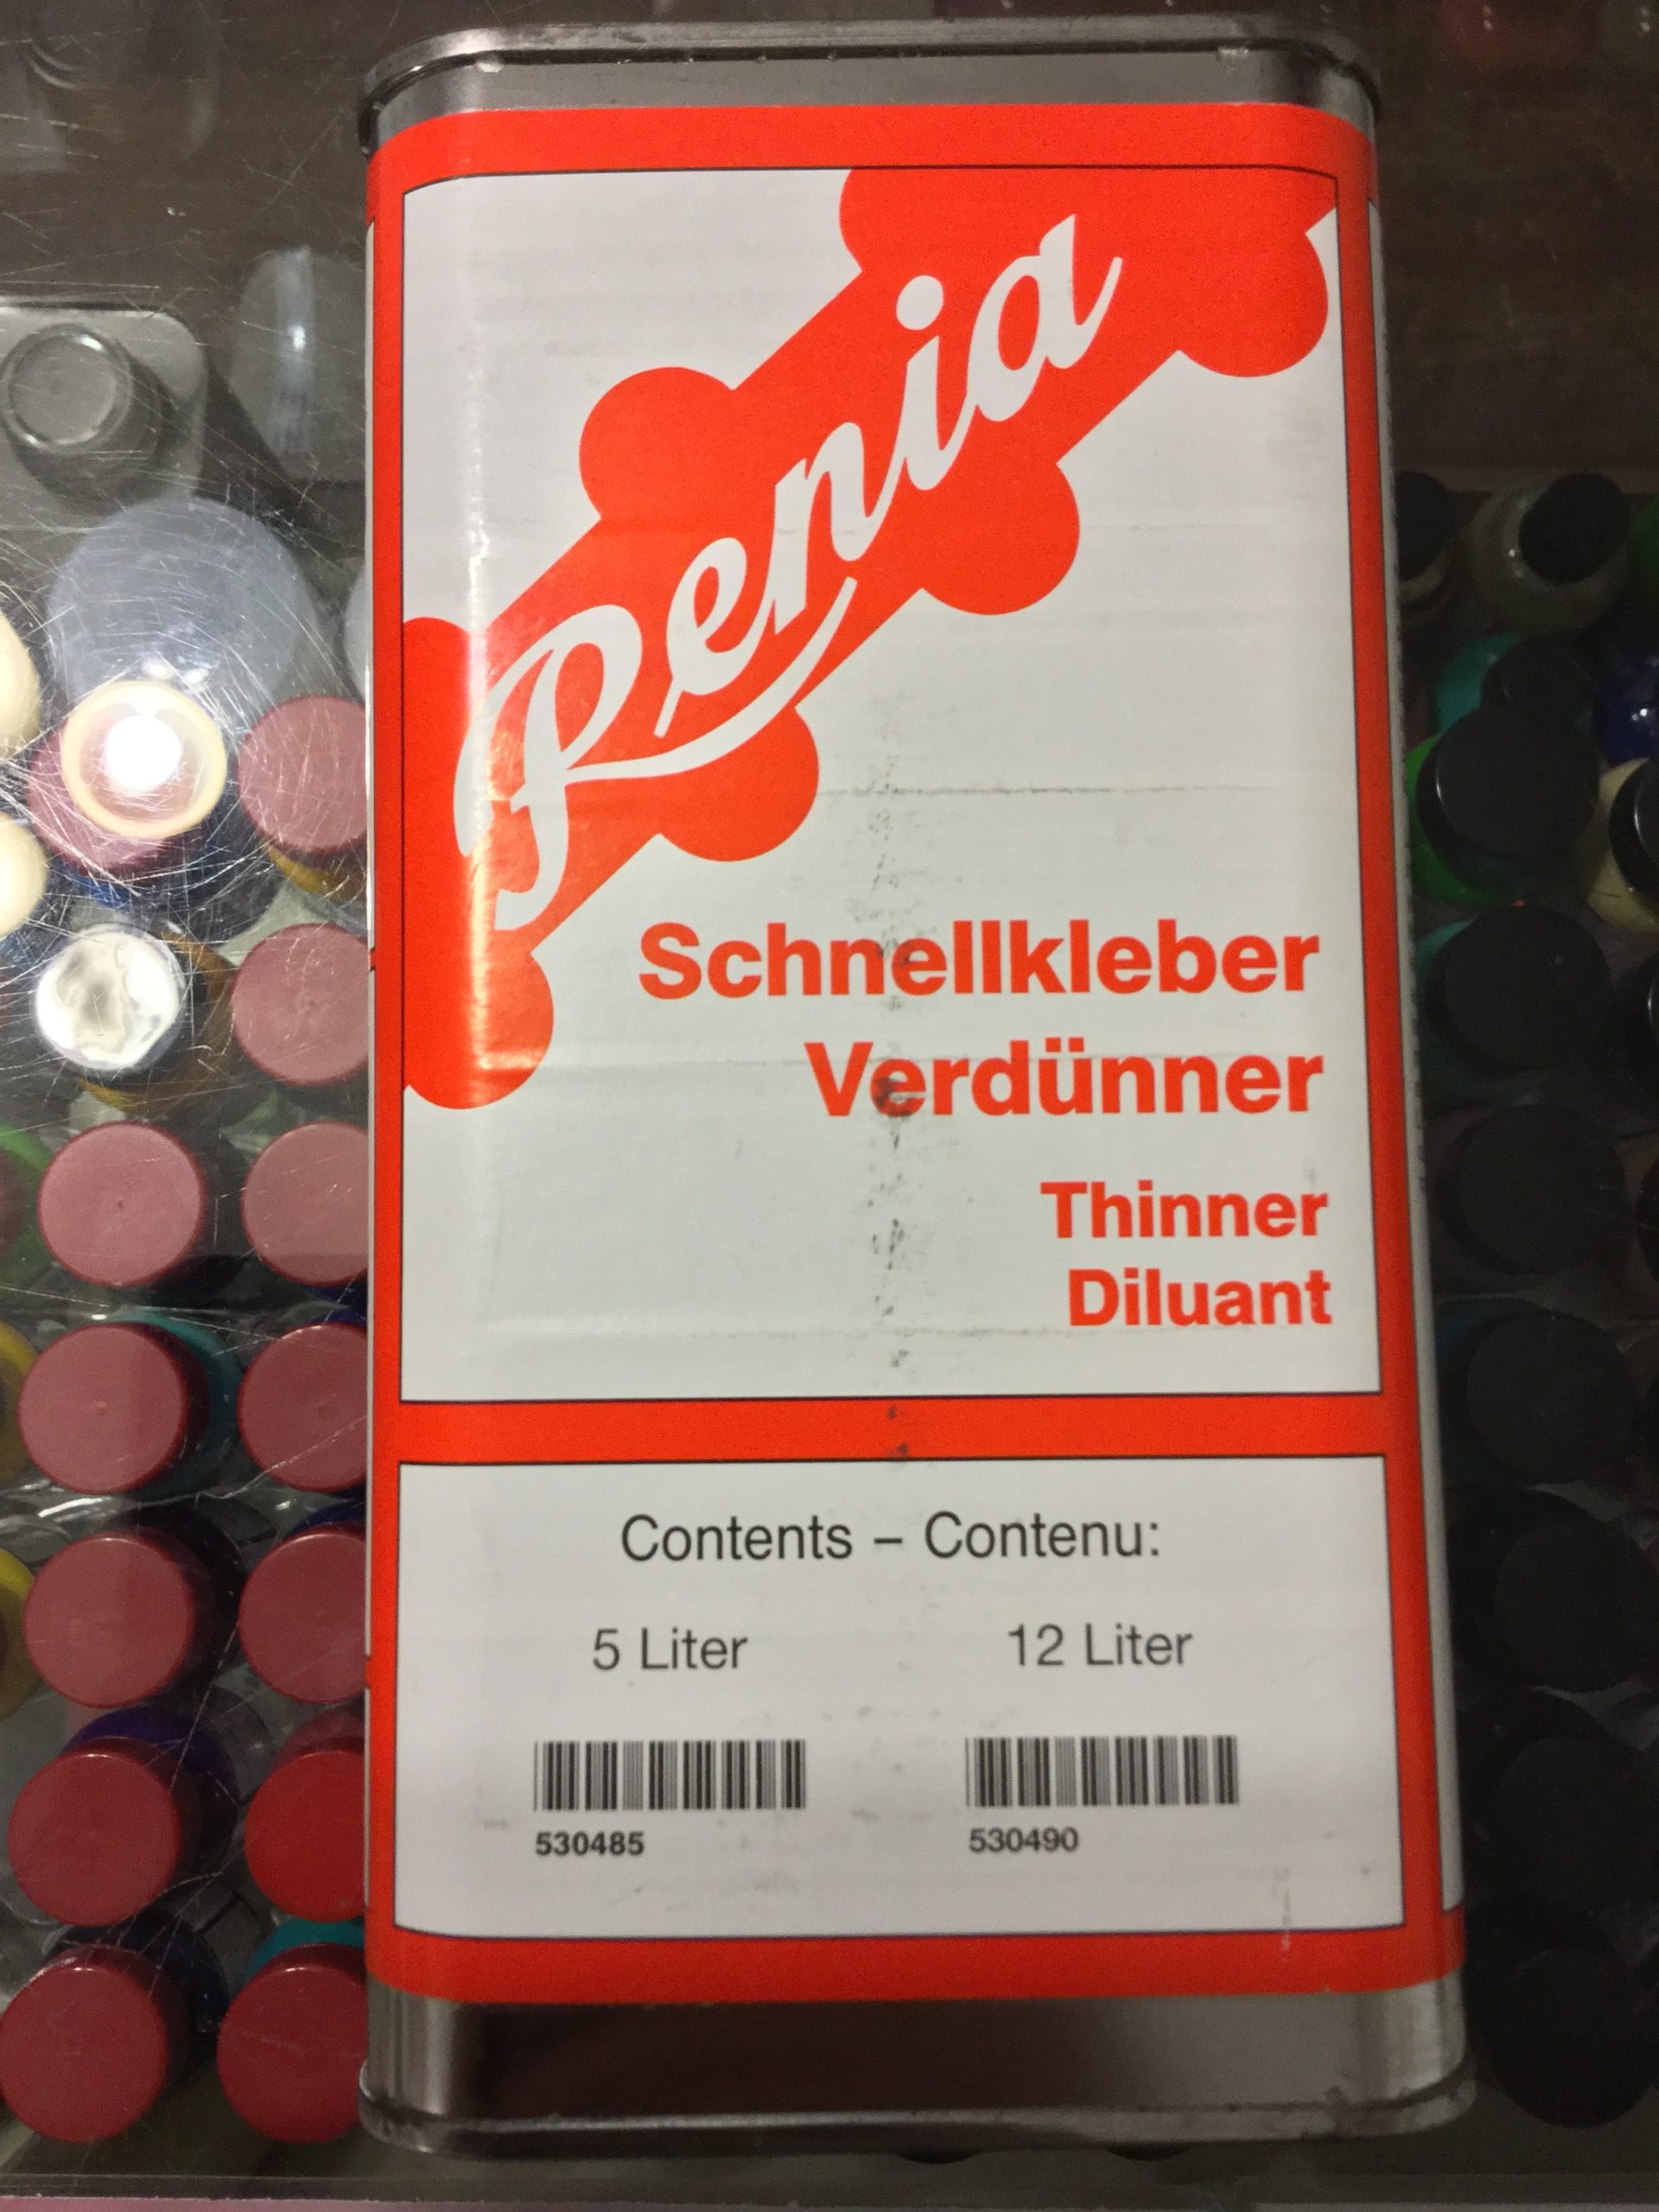 Renia
Schnellkleber
Verdünner
Thinner
Diluant
Contents – Contenu:
5 Liter 12 Liter
530485 530490